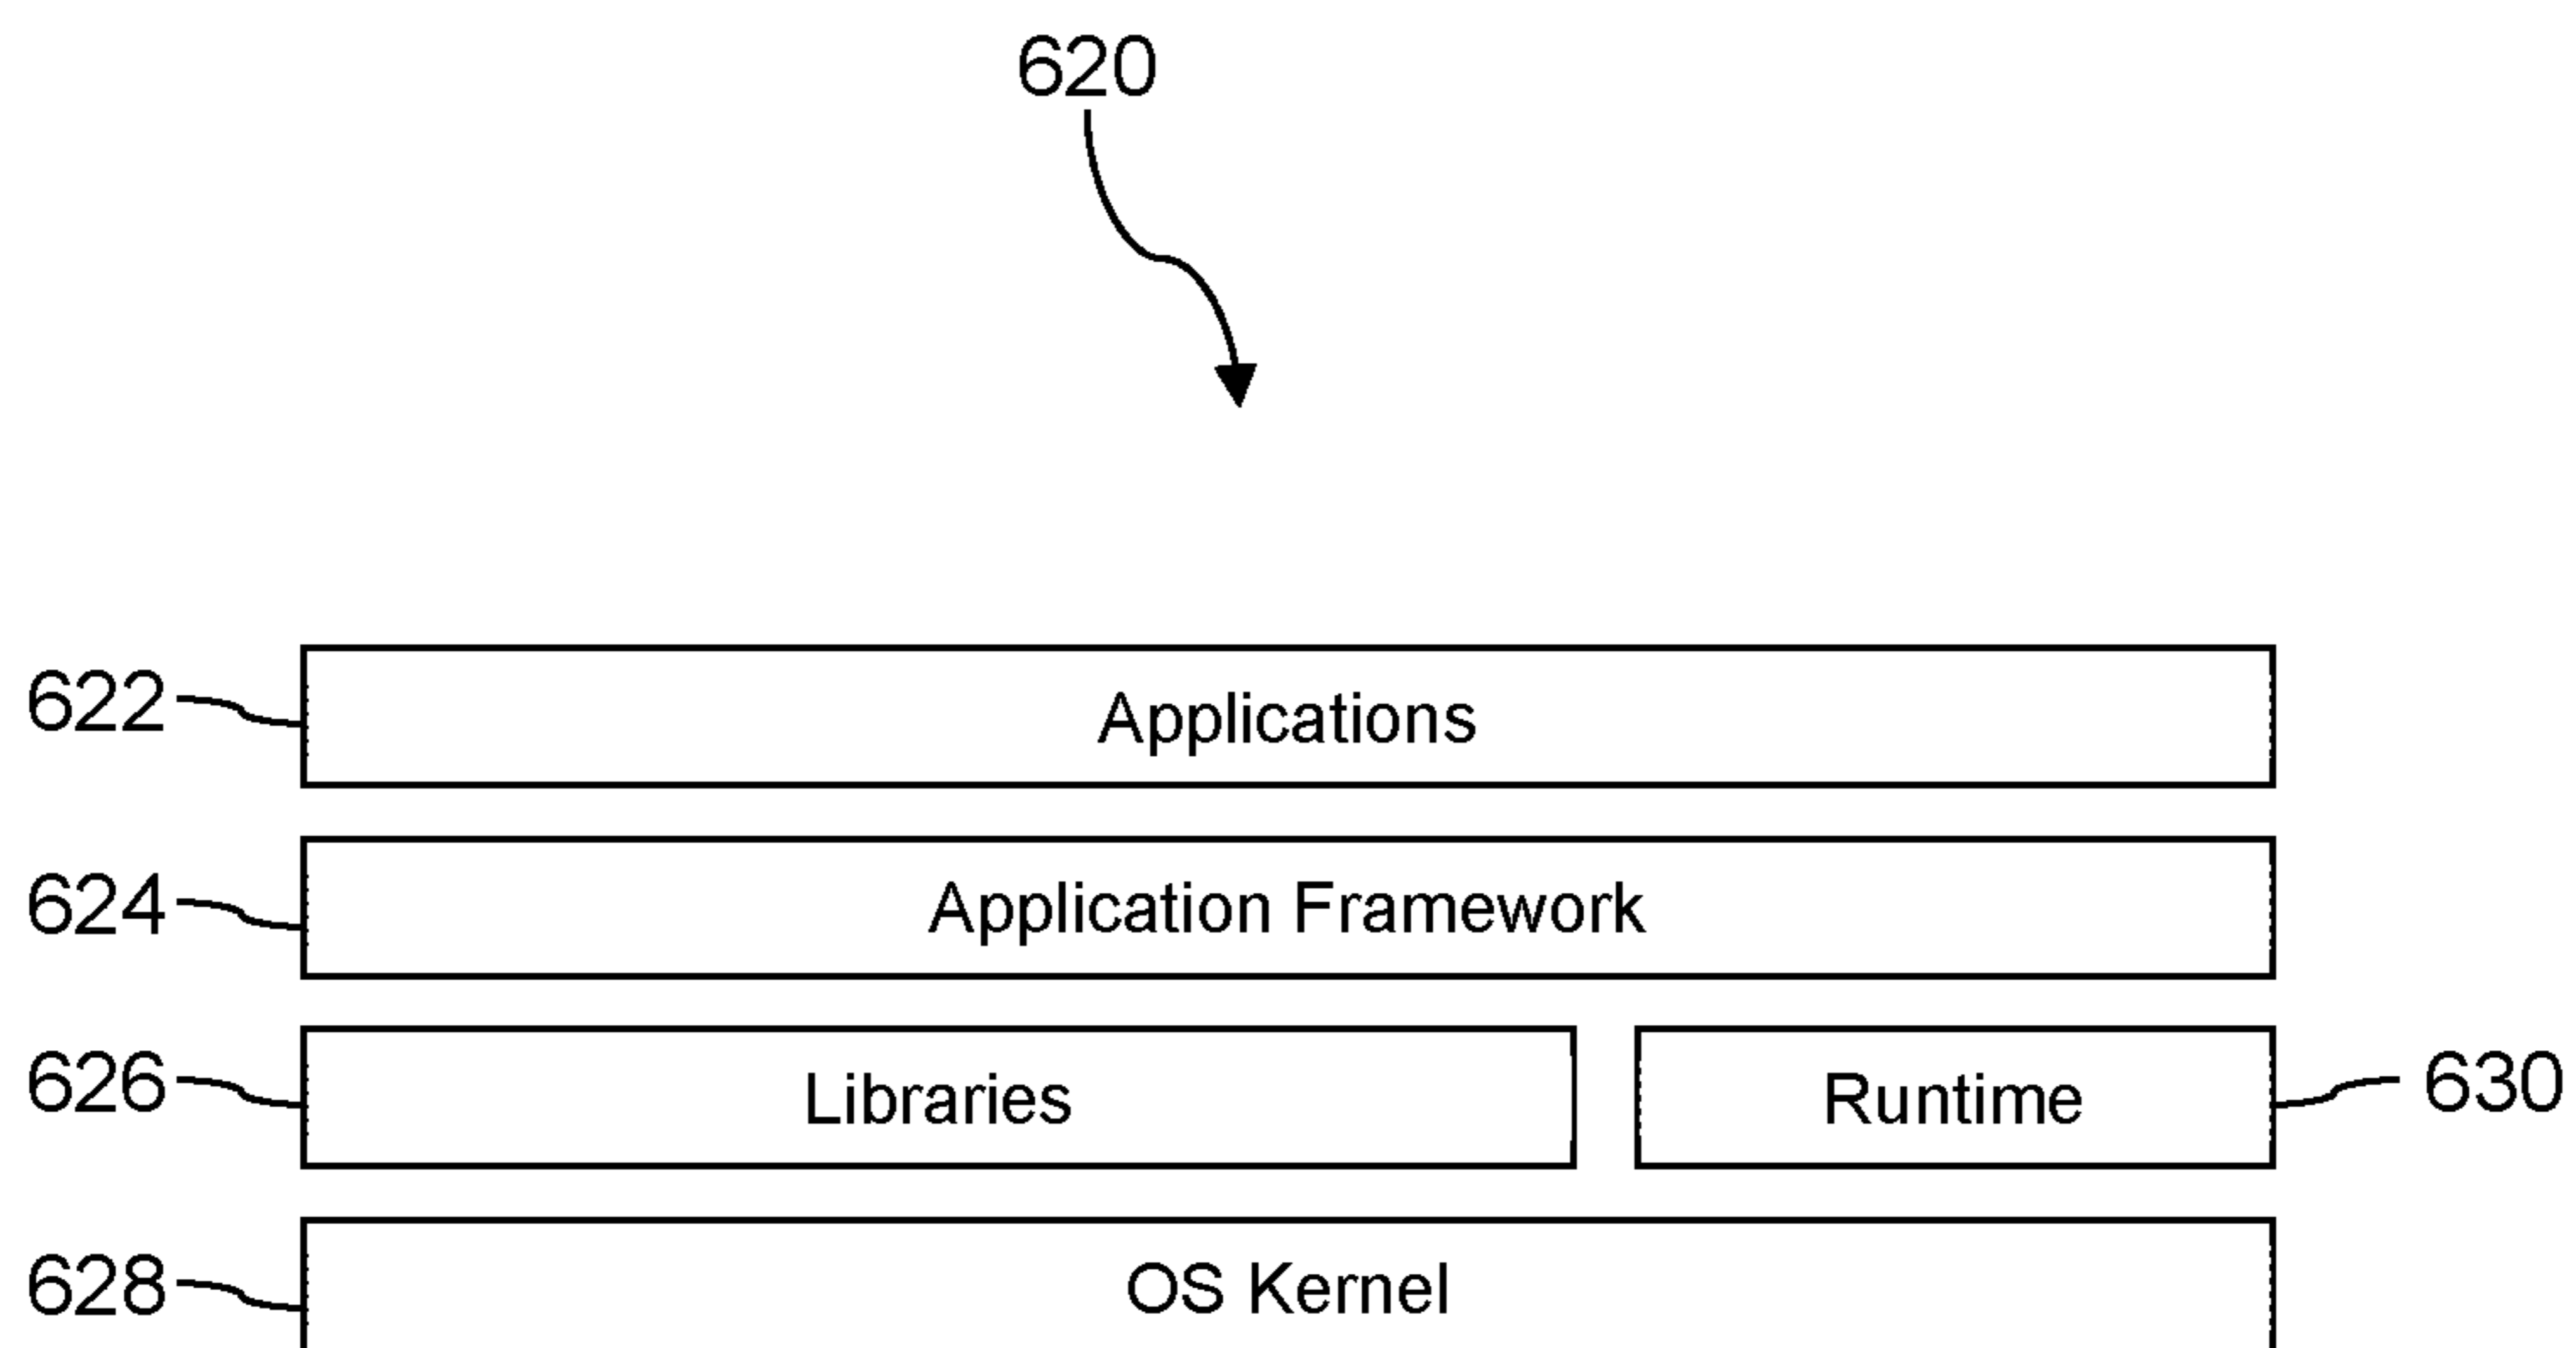 620
622 Applications
624 Application Framework
626 Libraries Runtime 630
628 OS Kernel